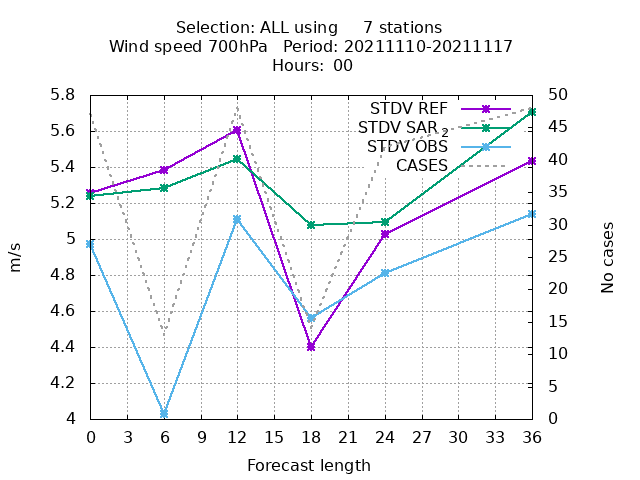 Selection: ALL using     7 stations
Wind speed 700hPa   Period: 20211110-20211117
Hours:  00
STDV REF
STDV SAR 2
STDV OBS
CASES
5.8
5.6
5.4
5.2
5
4.8
4.6
4.4
4.2
4
m/s
50
45
40
35
30
25
20
15
10
5
0
No cases
0 3 6 9 12 15 18 21 24 27 30 33 36
Forecast length